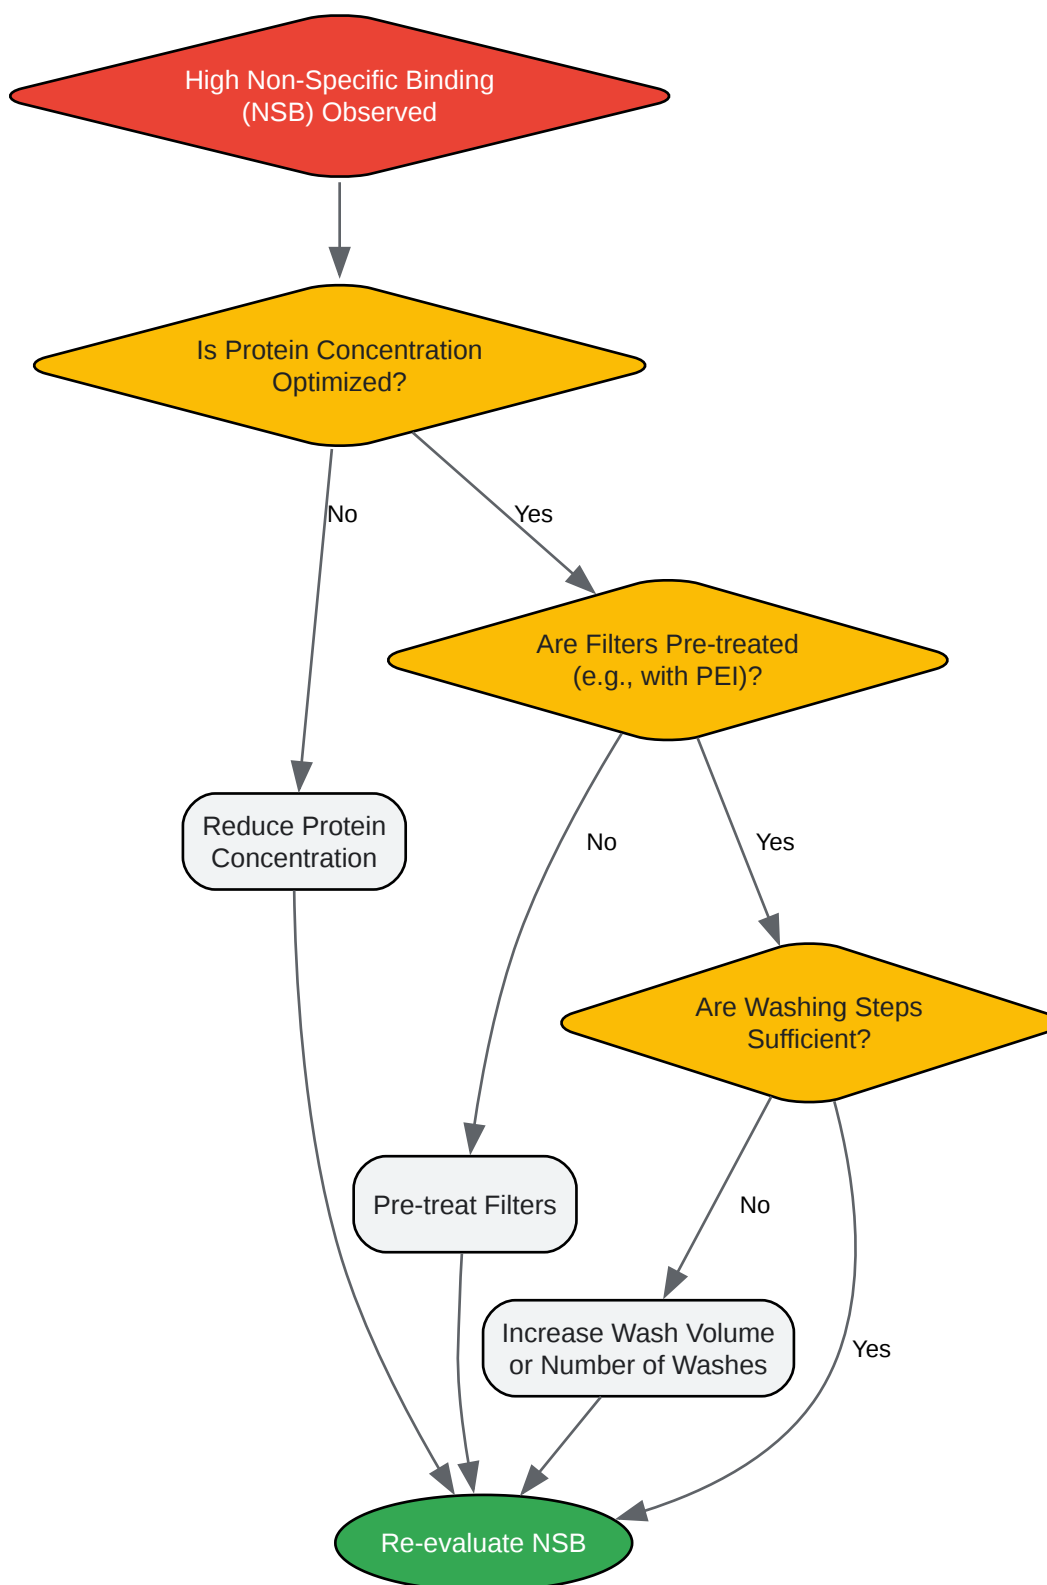 High Non-Specific Binding
(NSB) Observed
Is Protein Concentration
Optimized?
No
Yes
Are Filters Pre-treated
(e.g., with PEI)?
Reduce Protein
Concentration
No
Yes
Are Washing Steps
Sufficient?
Pre-treat Filters
No
Increase Wash Volume
or Number of Washes
Yes
Re-evaluate NSB